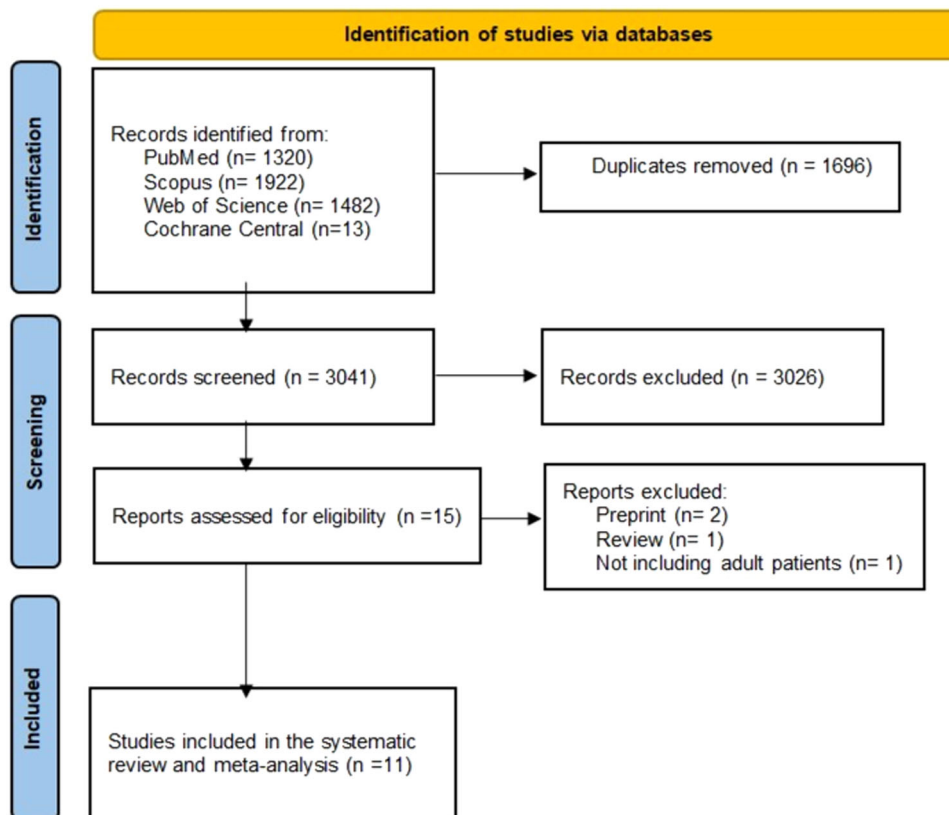 Identification of studies via databases
Identification
Records identified from:
PubMed (n= 1320)
Scopus (n= 1922)
Web of Science (n= 1482)
Cochrane Central (n=13)
Duplicates removed (n = 1696)
Screening
Records screened (n = 3041)
Records excluded (n = 3026)
Reports assessed for eligibility (n =15)
Reports excluded:
Preprint (n= 2)
Review (n= 1)
Not including adult patients (n= 1)
Included
Studies included in the systematic
review and meta-analysis (n =11)